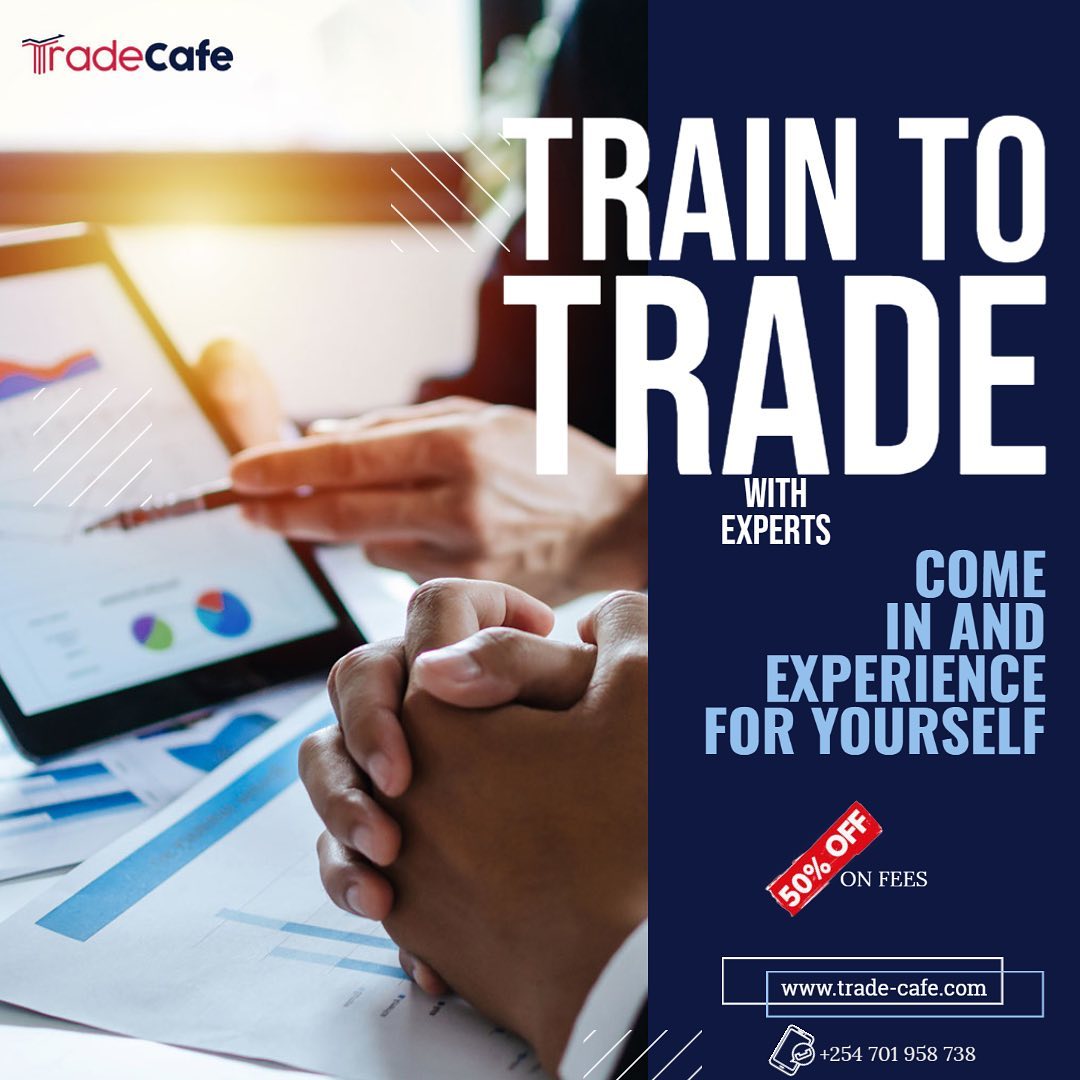 TradeCafe
TRAIN TO
TRADE
WITH
EXPERTS
COME
IN AND
EXPERIENCE
FOR YOURSELF
50% OFF
ON FEES
www.trade-cafe.com
+254 701 958 738